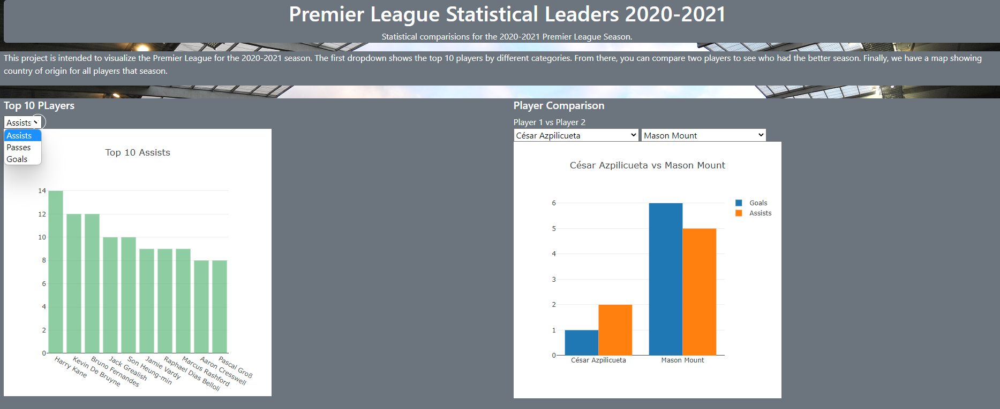 Premier League Statistical Leaders 2020-2021
Statistical comparisions for the 2020-2021 Premier League Season.
This project is intended to visualize the Premier League for the 2020-2021 season. The first dropdown shows the top 10 players by different categories. From there, you can compare two players to see who had the better season. Finally, we have a map showing
country of origin for all players that season.
Top 10 PLayers
Assists
Assists
Passes
Goals
Top 10 Assists
14
12
10
8
6
4
2
0
Harry Kane
Kevin De Bruyne
Bruno Fernandes
Jack Grealish
Son Heung-min
Jamie Vardy
Raphael Dias Belloli
Marcus Rashford
Aaron Cresswell
Pascal Groß
Player Comparison
Player 1 vs Player 2
César Azpilicueta
Mason Mount
César Azpilicueta vs Mason Mount
6
5
4
3
2
1
0
César Azpilicueta
Mason Mount
Goals
Assists